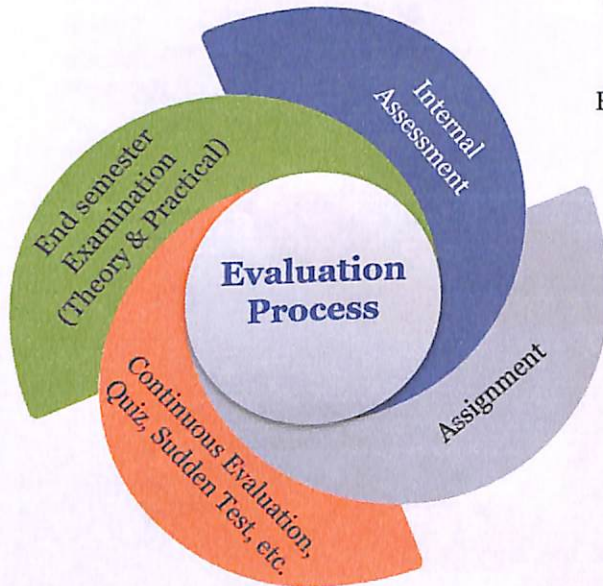 Internal
Assessment
End semester
Examination
(Theory & Practical)
Evaluation
Process
Assignment
Continuous Evaluation,
Quiz, Sudden Test, etc.